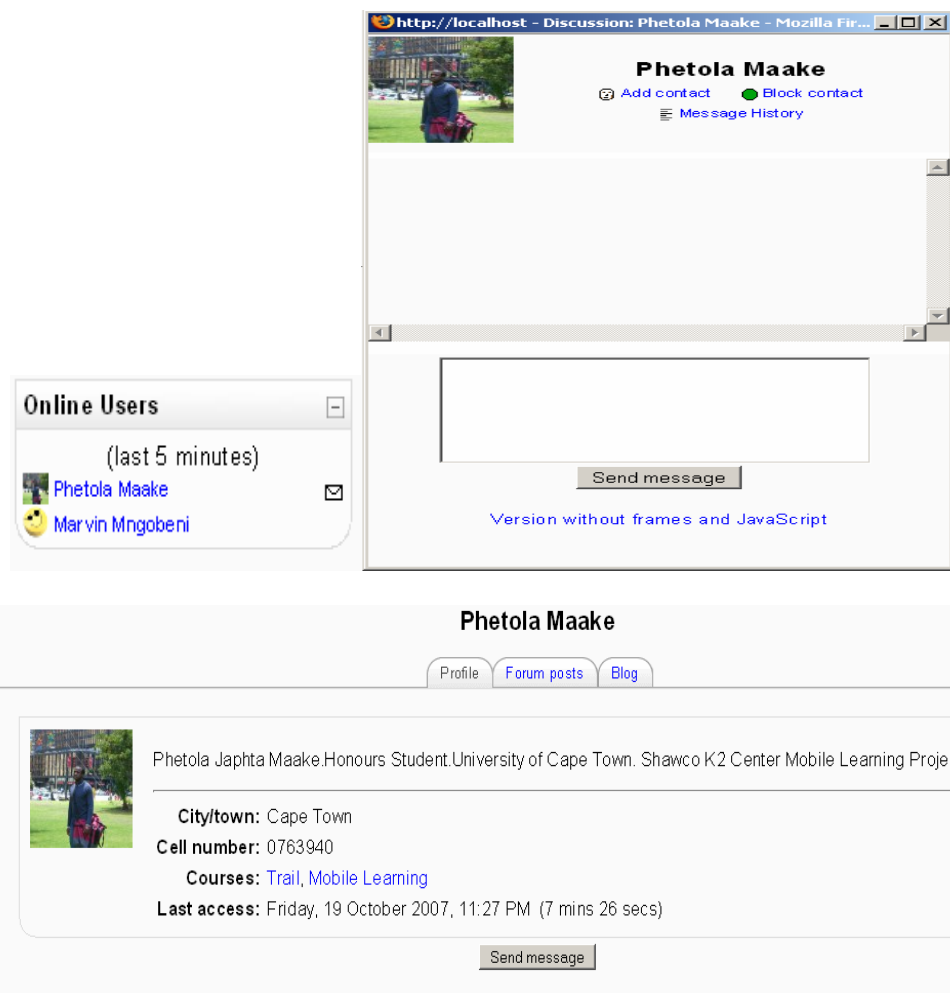 http://localhost - Discussion: Phetola Maake - Mozilla Fir...
Phetola Maake
Add contact Block contact
Message History
Send message
Version without frames and JavaScript
Online Users
(last 5 minutes)
Phetola Maake
Marvin Mngobeni
Phetola Maake
Profile Forum posts Blog
Phetola Japhta Maake.Honours Student.University of Cape Town. Shawco K2 Center Mobile Learning Proje
City/town: Cape Town
Cell number: 0763940
Courses: Trail, Mobile Learning
Last access: Friday, 19 October 2007, 11:27 PM (7 mins 26 secs)
Send message